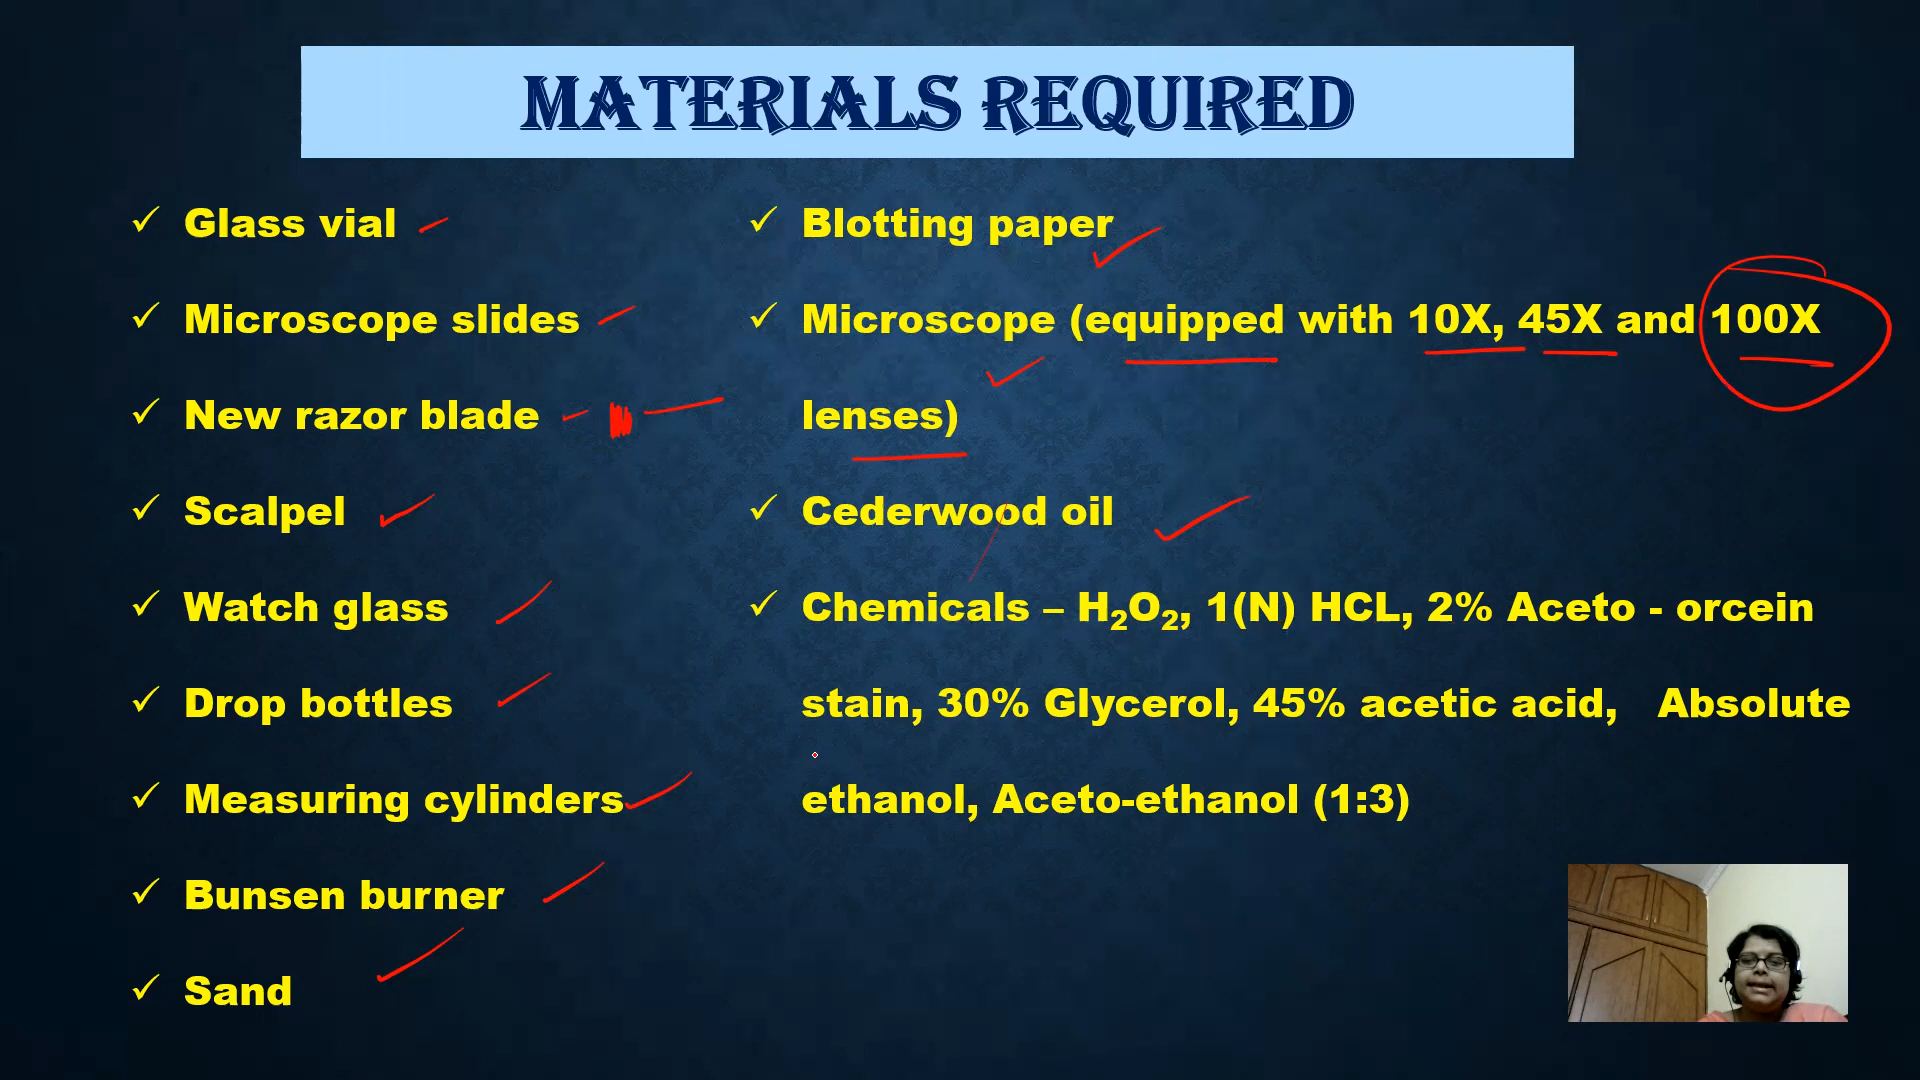 MATERIALS REQUIRED
✓ Glass vial
✓ Microscope slides
✓ New razor blade
✓ Scalpel
✓ Watch glass
✓ Drop bottles
✓ Measuring cylinders
✓ Bunsen burner
✓ Sand
✓ Blotting paper
✓ Microscope (equipped with 10X, 45X and 100X
lenses)
✓ Cederwood oil
✓ Chemicals – H₂O₂, 1(N) HCL, 2% Aceto - orcein
stain, 30% Glycerol, 45% acetic acid, Absolute
ethanol, Aceto-ethanol (1:3)